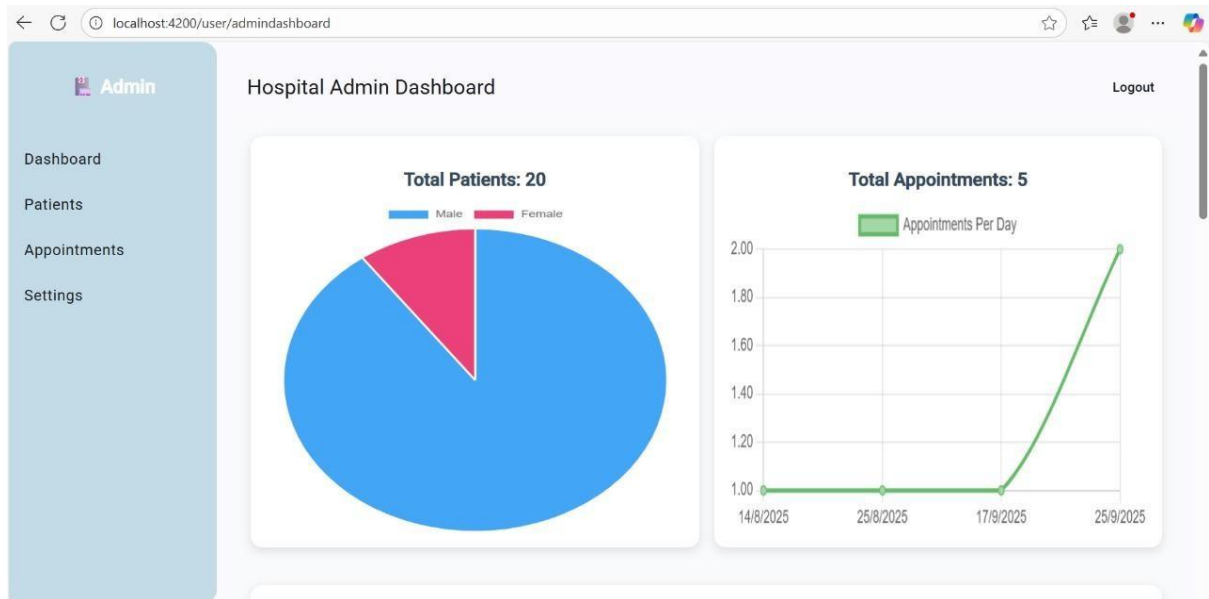 localhost:4200/user/admindashboard
Admin
Hospital Admin Dashboard
Logout
Dashboard
Patients
Appointments
Settings
Total Patients: 20
Male Female
Total Appointments: 5
Appointments Per Day
2.00
1.80
1.60
1.40
1.20
1.00
14/8/2025 25/8/2025 17/9/2025 25/9/2025